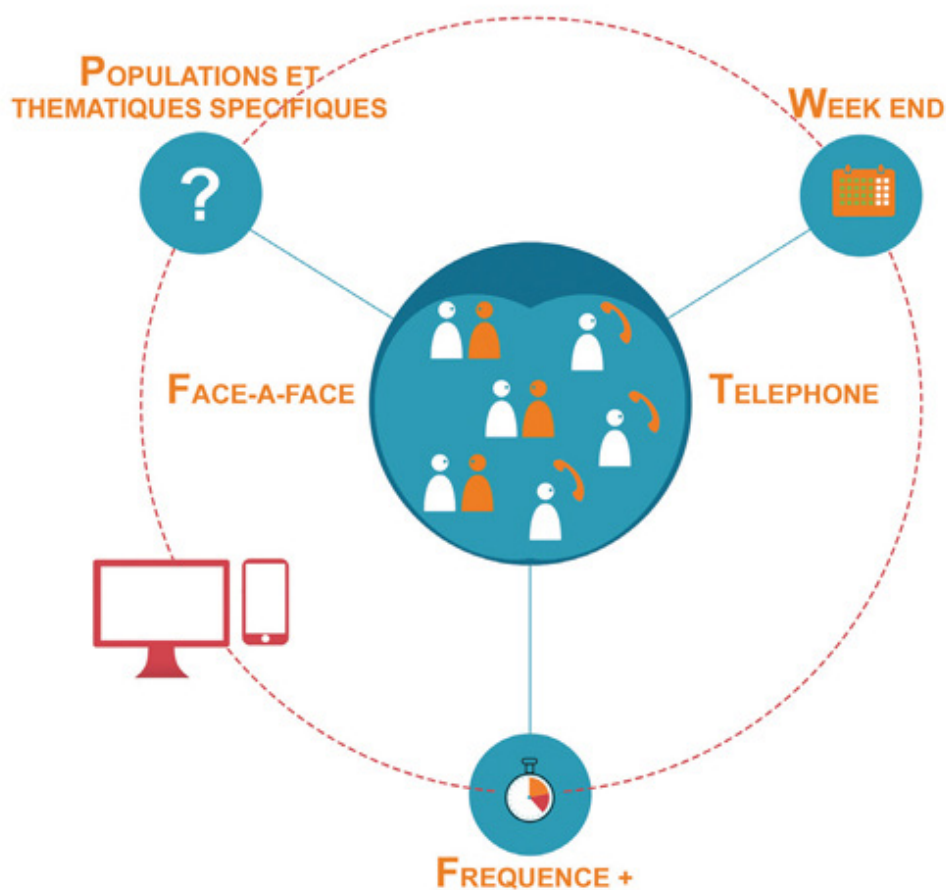 POPULATIONS ET
THEMATIQUES SPECIFIQUES
WEEK END
?
FACE-A-FACE
TELEPHONE
FREQUENCE +